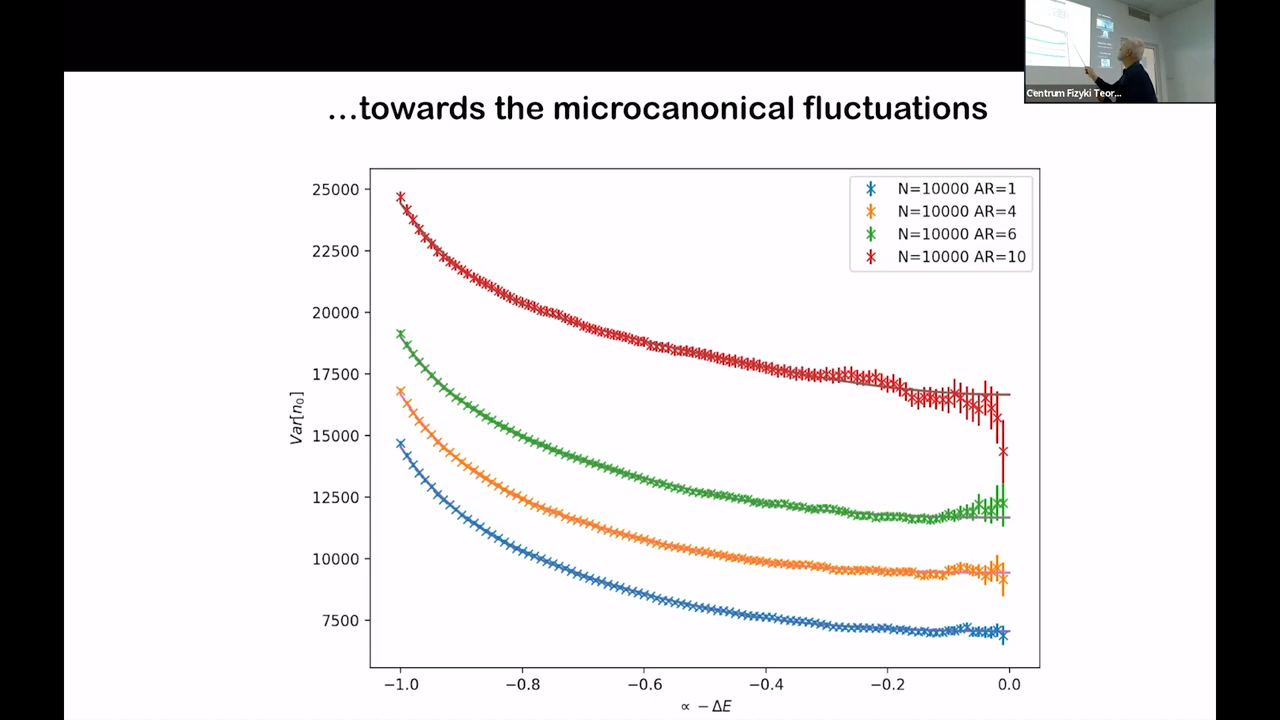 Centrum Fizyki Teor...
...towards the microcanonical fluctuations
25000
22500
20000
17500
15000
12500
10000
7500
Var[n₀]
N=10000 AR=1
N=10000 AR=4
N=10000 AR=6
N=10000 AR=10
−1.0 −0.8 −0.6 −0.4 −0.2 0.0
∝ − ΔE